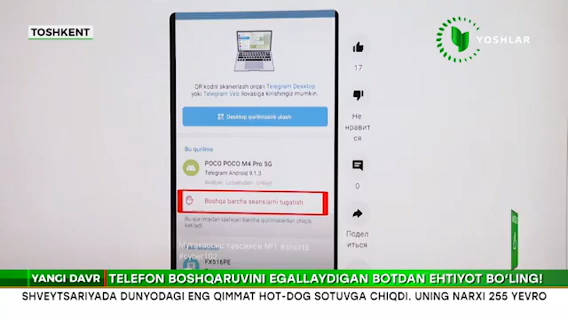 TOSHKENT
YOSHLAR
QR kodni skanerlash orqali Telegram Desktop
yoki Telegram Web ilovasiga kirishingiz mumkin.
Desktop qurilmasini ulash
Bu qurilma
POCO POCO M4 Pro 5G
Telegram Android 9.1.3
Boshqa barcha seanslarni tugatish
FX516PE
17
Не
нравит
ся
0
Подел
иться
#shorts
YANGI DAVR
TELEFON BOSHQARUVINI EGALLAYDIGAN BOTDAN EHTIYOT BO‘LING!
SHVEYTSARIYADA DUNYODAGI ENG QIMMAT HOT-DOG SOTUVGA CHIQDI. UNING NARXI 255 YEVRO